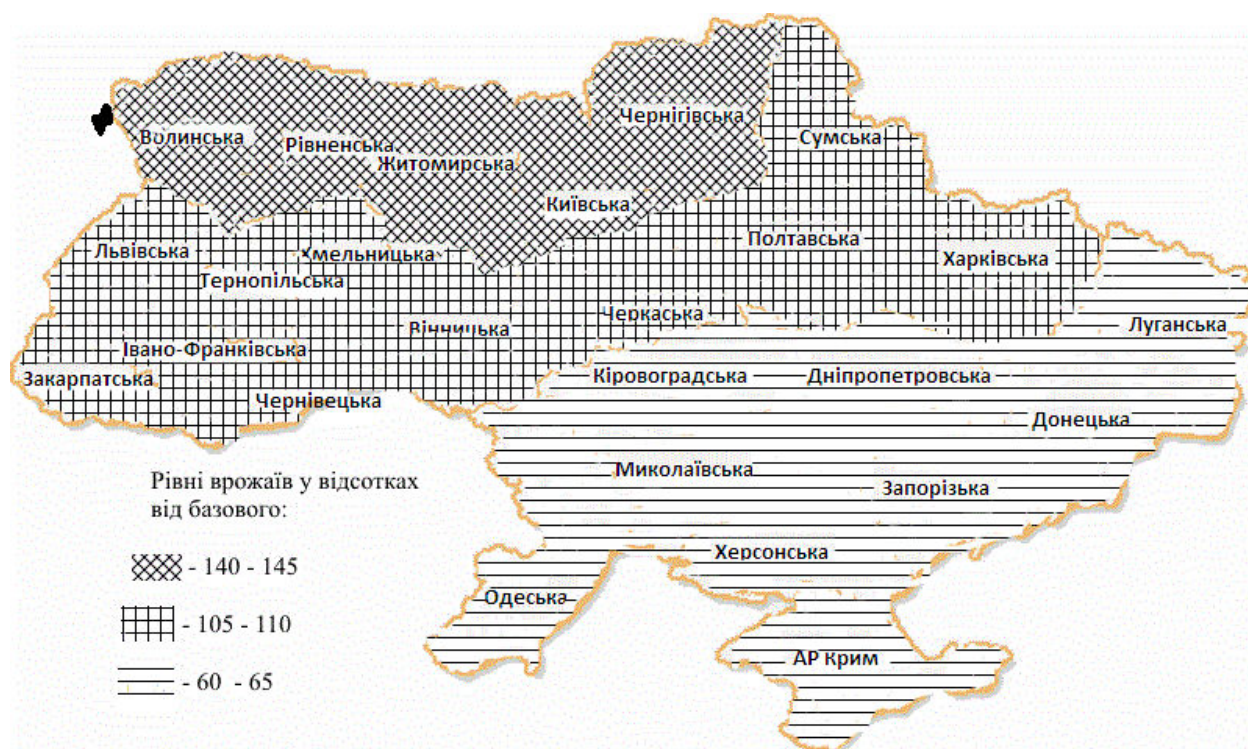 Чернігівська
Волинська
Рівненська
Сумська
Житомирська
Київська
Полтавська
Львівська
Хмельницька
Харківська
Тернопільська
Черкаська
Вінницька
Луганська
Івано-Франківська
Закарпатська
Кіровоградська
Дніпропетровська
Чернівецька
Донецька
Миколаївська
Запорізька
Херсонська
Одеська
АР Крим
Рівні врожаїв у відсотках
від базового:
- 140 - 145
- 105 - 110
- 60 - 65